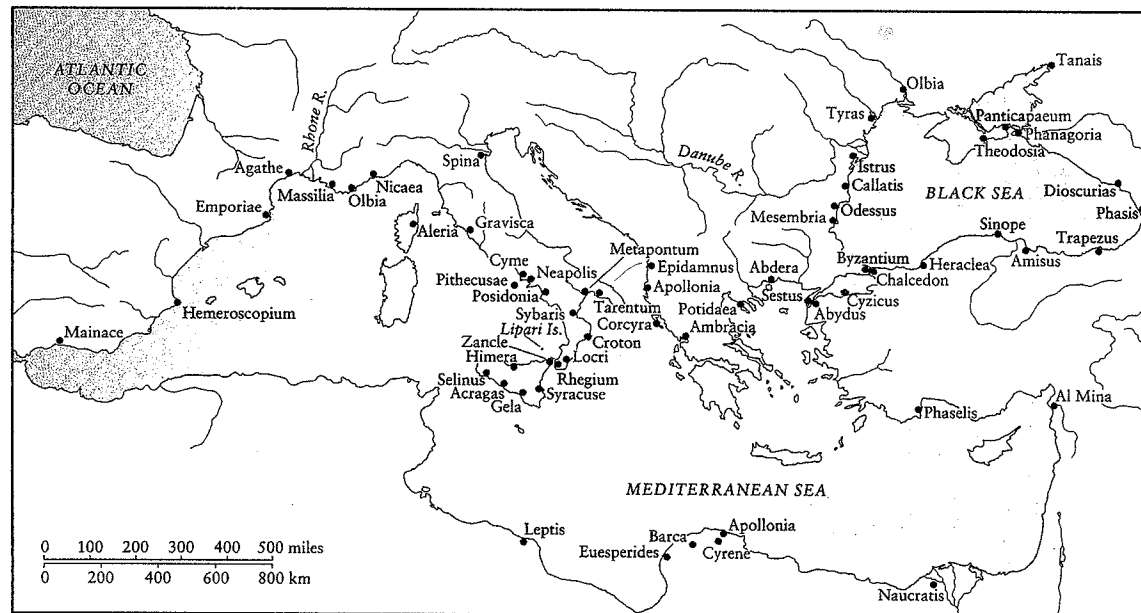 ATLANTIC
OCEAN
Rhone R.
Agathe
Massilia
Olbia
Nicaea
Emporiae
Hemeroscopium
Mainace
Spina
Aleria
Gravisca
Cyme
Neapolis
Pithecusae
Posidonia
Metapontum
Tarentum
Sybaris
Lipari Is.
Croton
Zancle
Himera
Locri
Rhegium
Selinus
Acragas
Gela
Syracuse
Epidamnus
Apollonia
Corcyra
Ambracia
Potidaea
Abdera
Sestus
Abydus
Cyzicus
Byzantium
Chalcedon
Heraclea
Danube R.
Mesembria
Odessus
Callatis
Istrus
Tyras
Olbia
Tanais
Panticapaeum
Phanagoria
Theodosia
BLACK SEA
Dioscurias
Phasis
Trapezus
Amisus
Sinope
Phaselis
Al Mina
MEDITERRANEAN SEA
Leptis
Euesperides
Barca
Apollonia
Cyrene
Naucratis
0 100 200 300 400 500 miles
0 200 400 600 800 km